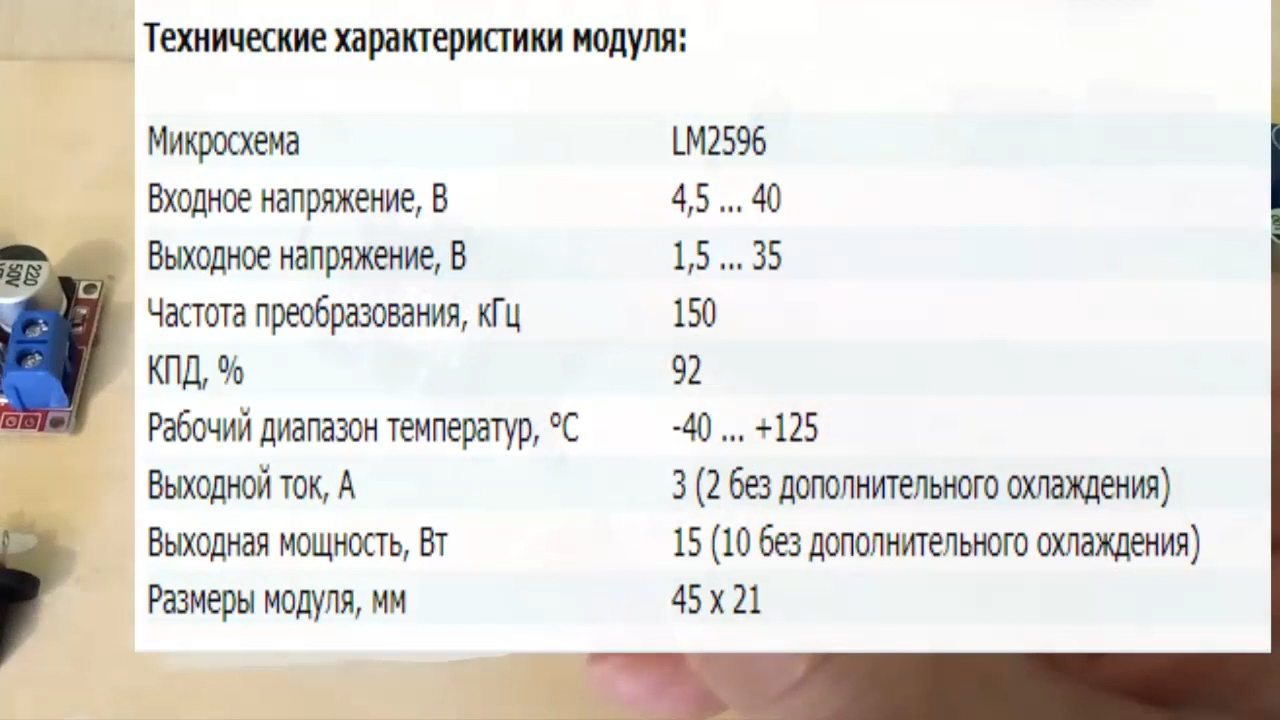 Технические характеристики модуля:
Микросхема LM2596
Входное напряжение, В 4,5 ... 40
Выходное напряжение, В 1,5 ... 35
Частота преобразования, кГц 150
КПД, % 92
Рабочий диапазон температур, °C -40 ... +125
Выходной ток, А 3 (2 без дополнительного охлаждения)
Выходная мощность, Вт 15 (10 без дополнительного охлаждения)
Размеры модуля, мм 45 x 21
220
50V